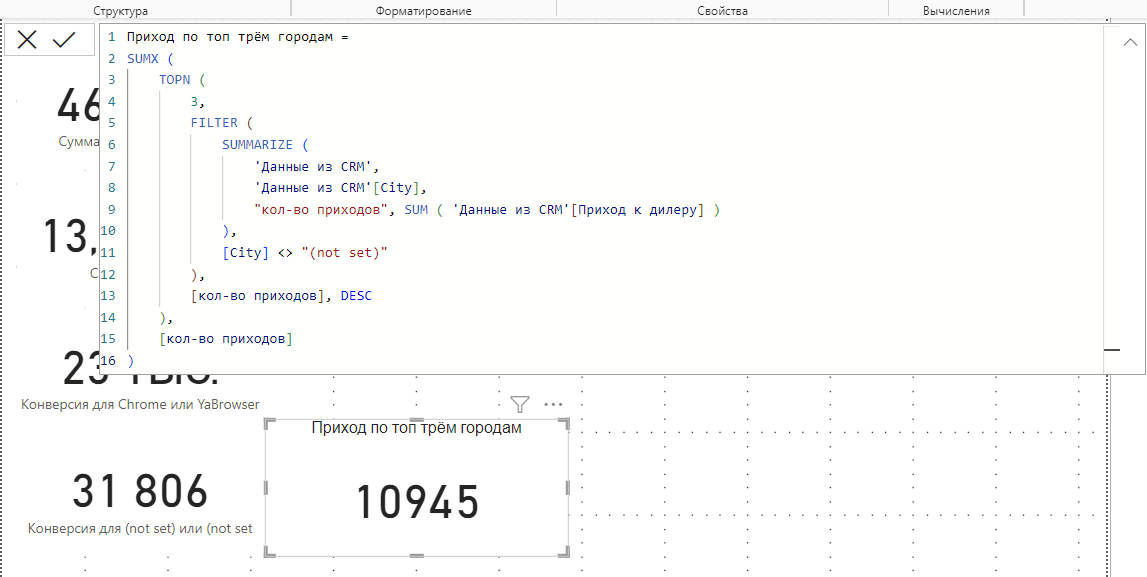 Структура Форматирование Свойства Вычисления
1 Приход по топ трём городам =
2 SUMX (
3 TOPN (
4 3,
5 FILTER (
6 SUMMARIZE (
7 'Данные из CRM',
8 'Данные из CRM'[City],
9 "кол-во приходов", SUM ( 'Данные из CRM'[Приход к дилеру] )
10 ),
11 [City] <> "(not set)"
12 ),
13 [кол-во приходов], DESC
14 ),
15 [кол-во приходов]
16 )
46
Сумма
13,
С
23 тыс.
Конверсия для Chrome или YaBrowser
Приход по топ трём городам
10945
31 806
Конверсия для (not set) или (not set